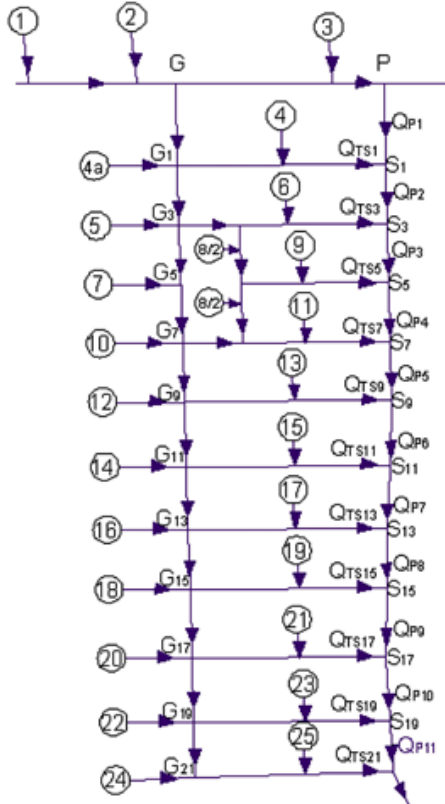 1 2 3
G P
QP1
4
4a G1 QTS1 S1
QP2
6
5 G3 QTS3 S3
8/2 9 QP3
7 G5 QTS5 S5
8/2 11 QP4
10 G7 QTS7 S7
13 QP5
12 G9 QTS9 S9
15 QP6
14 G11 QTS11 S11
17 QP7
16 G13 QTS13 S13
19 QP8
18 G15 QTS15 S15
21 QP9
20 G17 QTS17 S17
23 QP10
22 G19 QTS19 S19
25 QP11
24 G21 QTS21